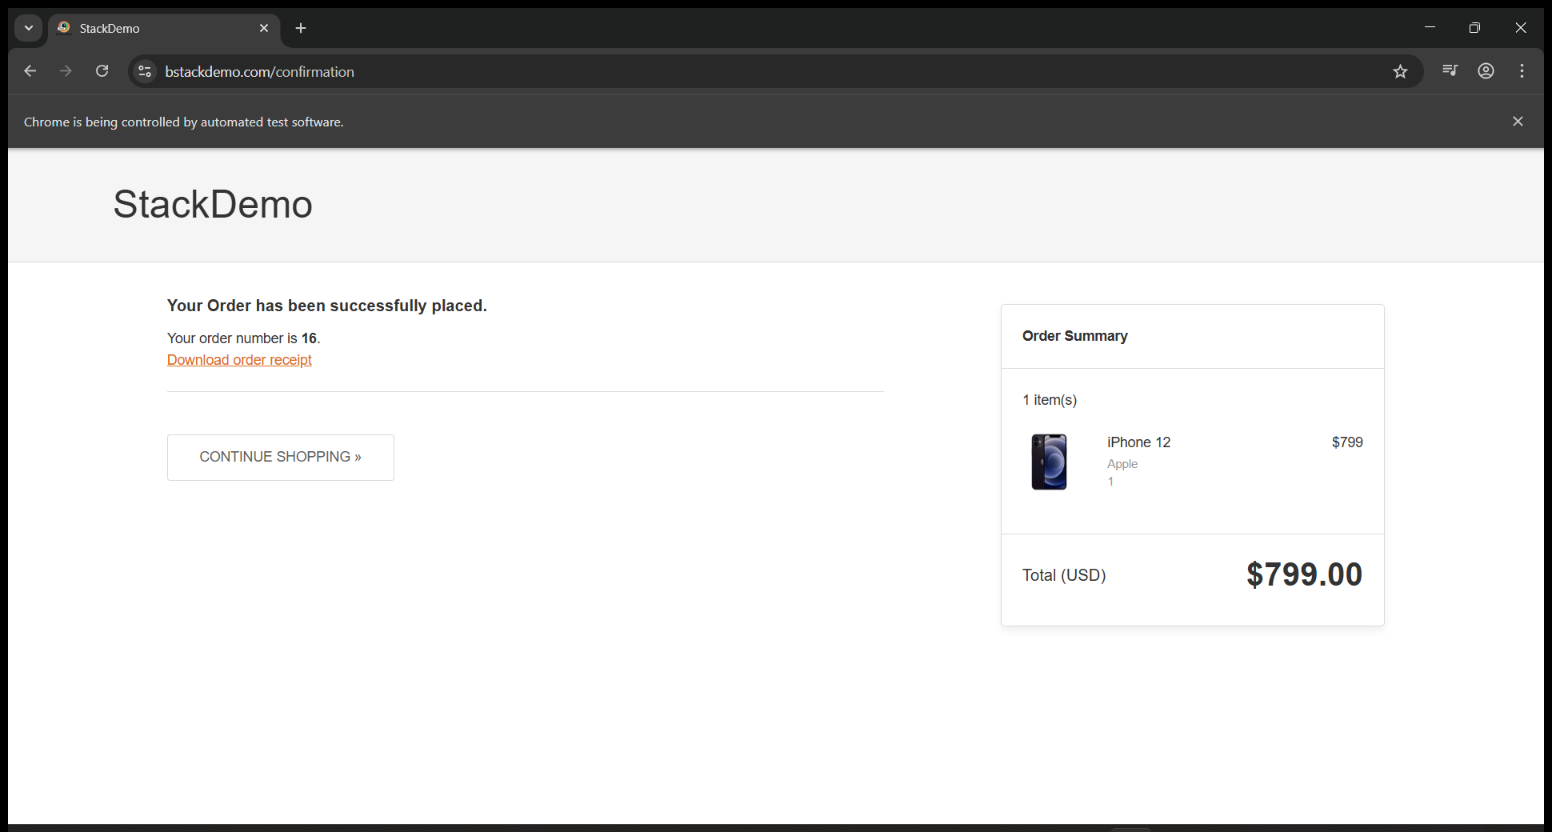 StackDemo
bstackdemo.com/confirmation
Chrome is being controlled by automated test software.
StackDemo
Your Order has been successfully placed.
Your order number is 16.
Download order receipt
CONTINUE SHOPPING »
Order Summary
1 item(s)
iPhone 12 $799
Apple
1
Total (USD) $799.00